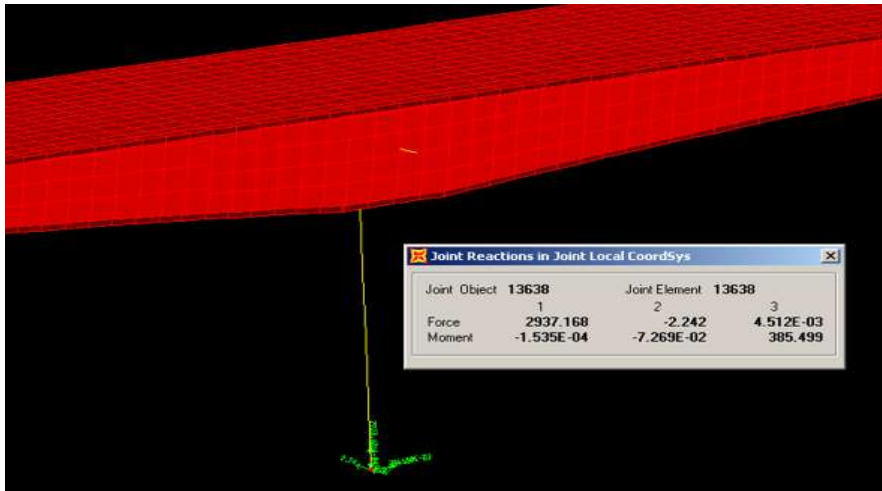 Joint Reactions in Joint Local CoordSys
Joint Object 13638 Joint Element 13638
1 2 3
Force 2937.168 -2.242 4.512E-03
Moment -1.535E-04 -7.269E-02 385.499